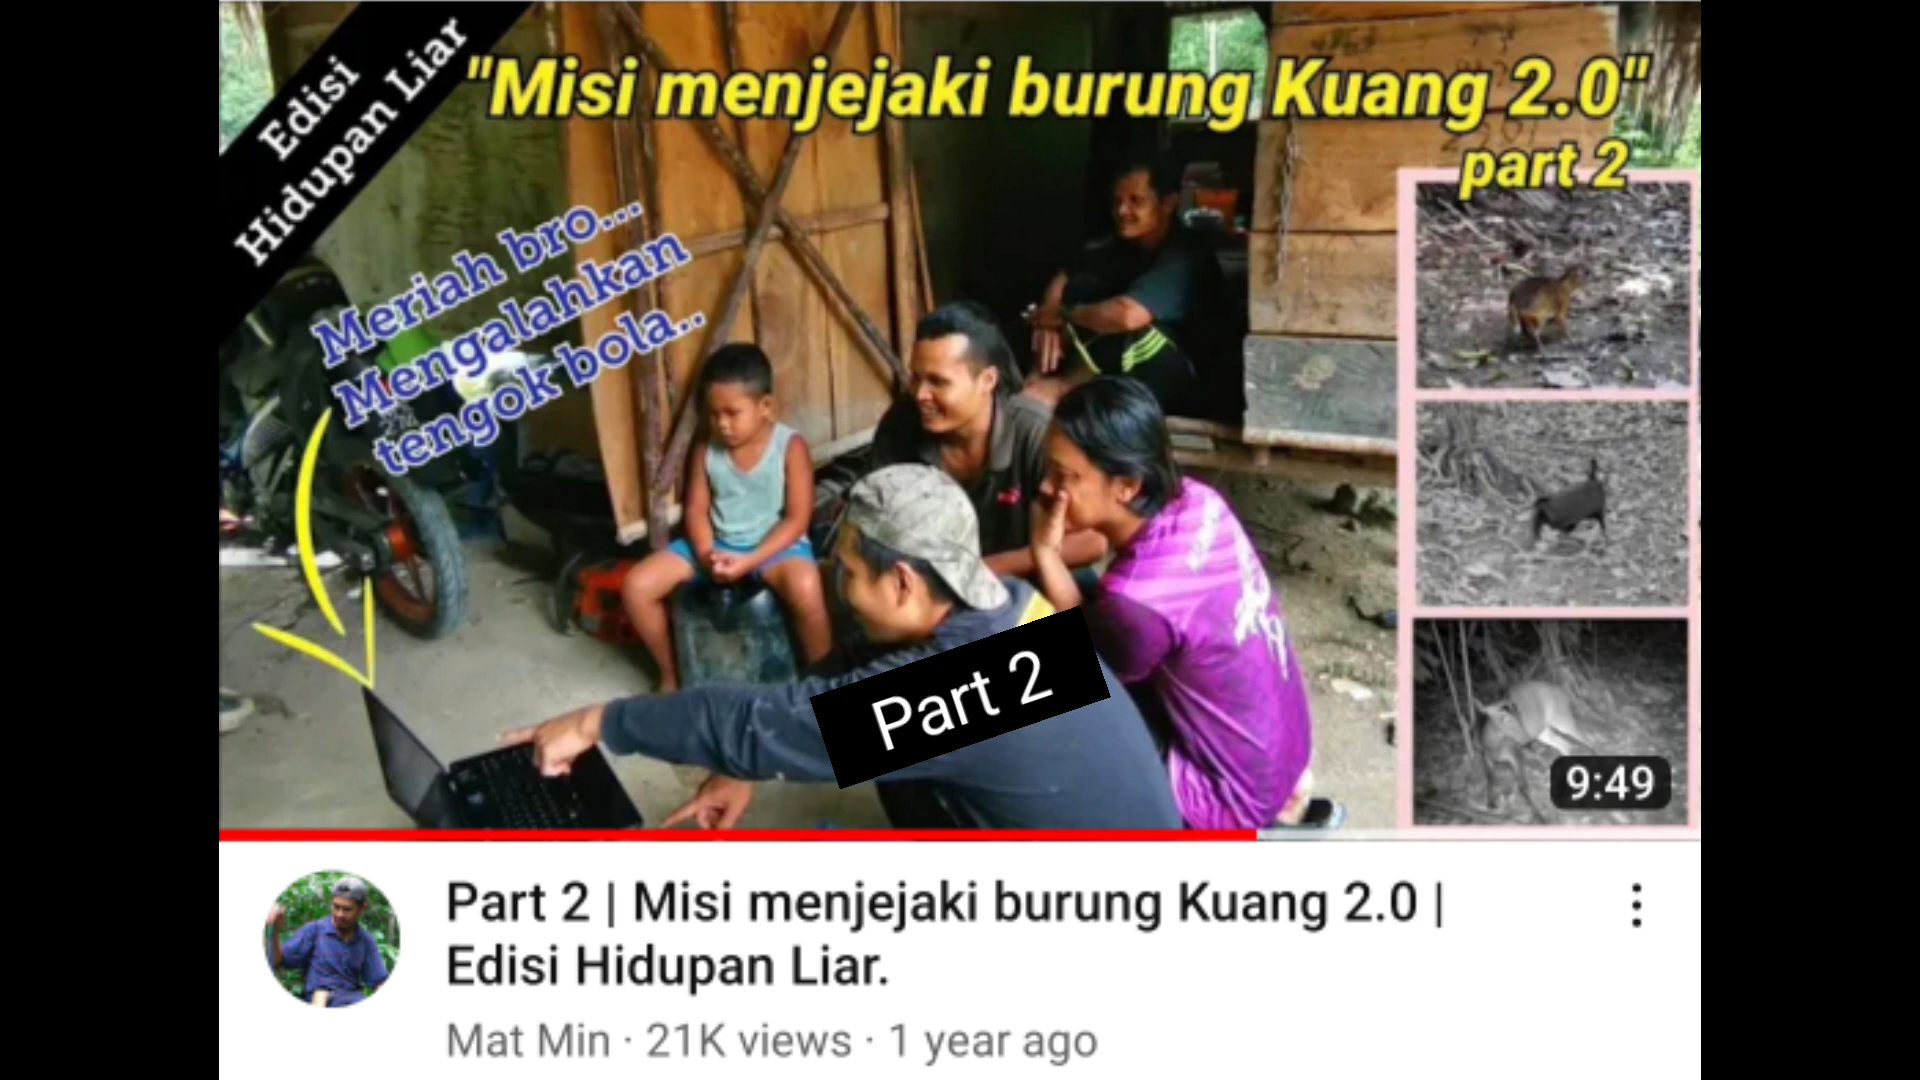 Edisi
Hidupan Liar
"Misi menjejaki burung Kuang 2.0"
part 2
Meriah bro...
Mengalahkan
tengok bola..
Part 2
9:49
Part 2 | Misi menjejaki burung Kuang 2.0 |
Edisi Hidupan Liar.
Mat Min · 21K views · 1 year ago